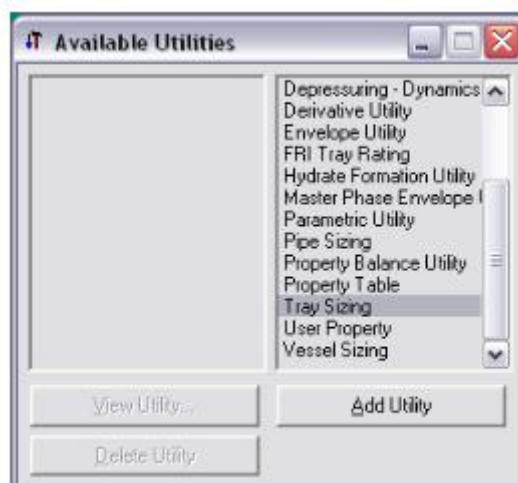 Available Utilities
Depressuring - Dynamics
Derivative Utility
Envelope Utility
FRI Tray Rating
Hydrate Formation Utility
Master Phase Envelope
Parametric Utility
Pipe Sizing
Property Balance Utility
Property Table
Tray Sizing
User Property
Vessel Sizing
View Utility...
Add Utility
Delete Utility